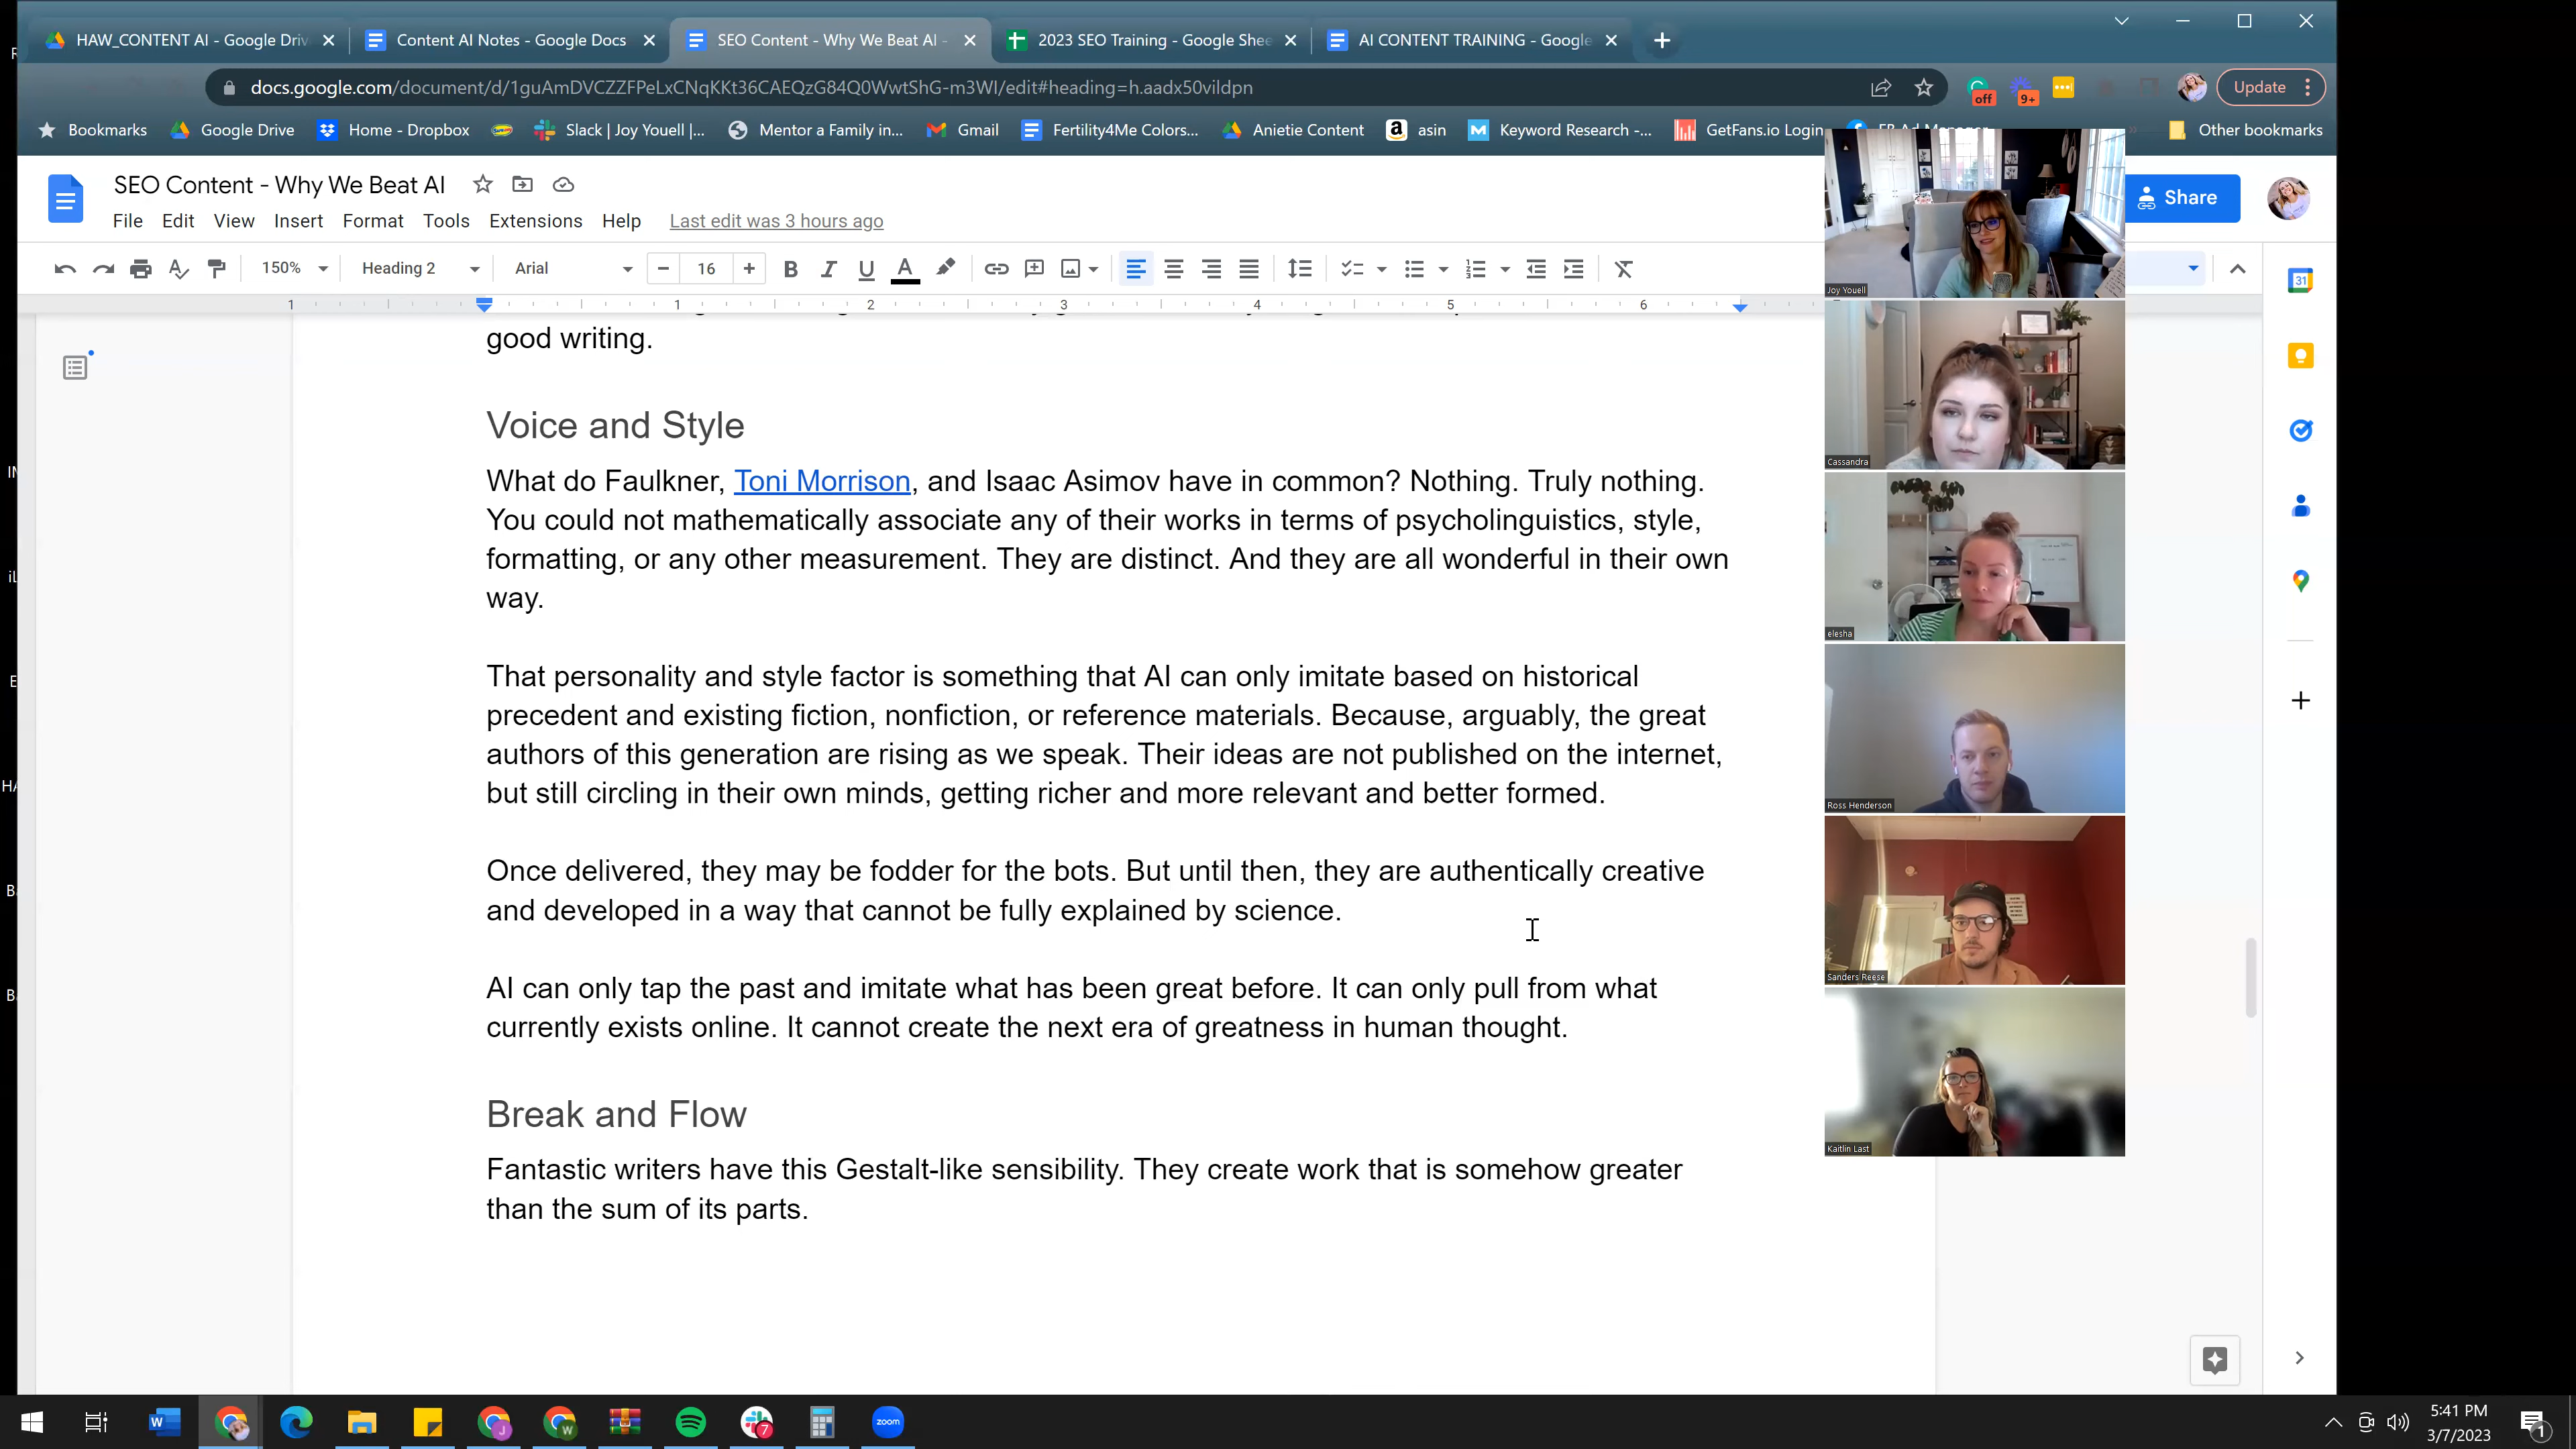 HAW_CONTENT AI - Google Driv
Content AI Notes - Google Docs
SEO Content - Why We Beat AI -
2023 SEO Training - Google Shee
AI CONTENT TRAINING - Google
docs.google.com/document/d/1guAmDVCZZFPeLxCNqKKt36CAEQzG84Q0WwtShG-m3WI/edit#heading=h.aadx50vildpn
off
9+
Update
Bookmarks
Google Drive
Home - Dropbox
Slack | Joy Youell |...
Mentor a Family in...
Gmail
Fertility4Me Colors...
Anietie Content
asin
Keyword Research -...
GetFans.io Login
Other bookmarks
SEO Content - Why We Beat AI
File Edit View Insert Format Tools Extensions Help Last edit was 3 hours ago
Share
150% Heading 2 Arial 16
1 1 2 3 4 5 6
good writing.
Voice and Style
What do Faulkner, Toni Morrison, and Isaac Asimov have in common? Nothing. Truly nothing.
You could not mathematically associate any of their works in terms of psycholinguistics, style,
formatting, or any other measurement. They are distinct. And they are all wonderful in their own
way.
That personality and style factor is something that AI can only imitate based on historical
precedent and existing fiction, nonfiction, or reference materials. Because, arguably, the great
authors of this generation are rising as we speak. Their ideas are not published on the internet,
but still circling in their own minds, getting richer and more relevant and better formed.
Once delivered, they may be fodder for the bots. But until then, they are authentically creative
and developed in a way that cannot be fully explained by science.
AI can only tap the past and imitate what has been great before. It can only pull from what
currently exists online. It cannot create the next era of greatness in human thought.
Break and Flow
Fantastic writers have this Gestalt-like sensibility. They create work that is somehow greater
than the sum of its parts.
Joy Youell
Cassandra
elesha
Ross Henderson
Sanders Reese
Kaitlin Last
31
zoom
7
5:41 PM
3/7/2023
1